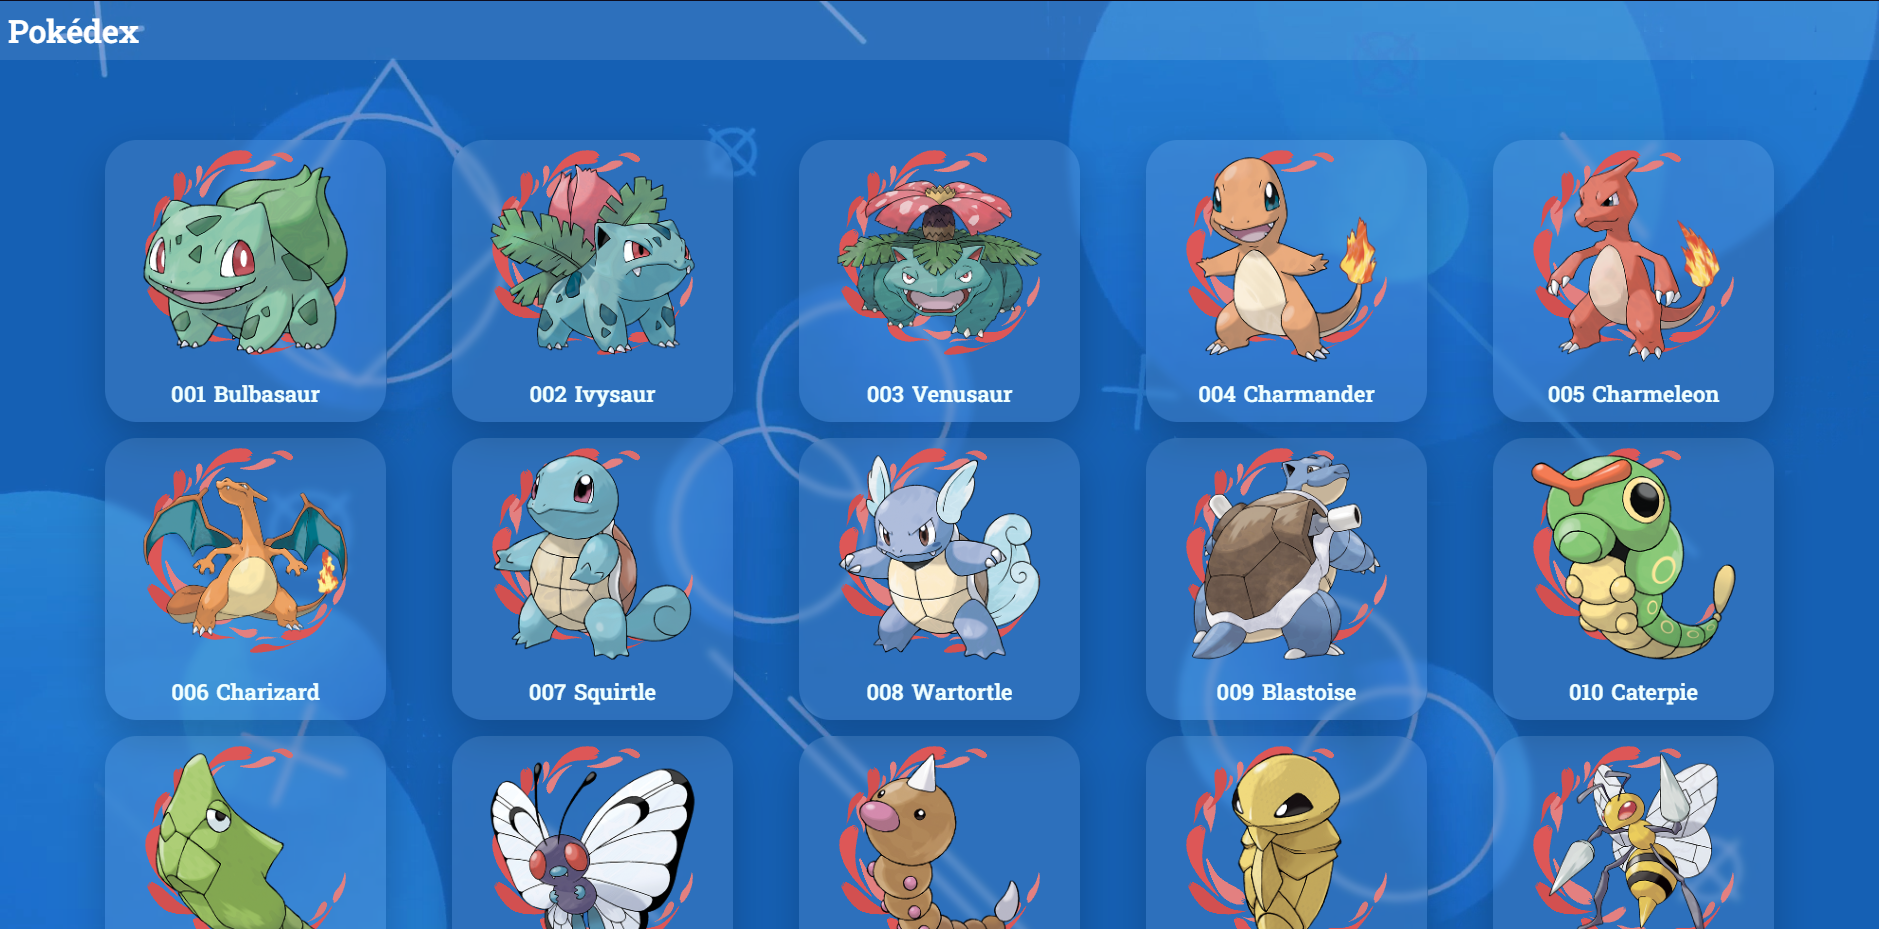 Pokédex
001 Bulbasaur
002 Ivysaur
003 Venusaur
004 Charmander
005 Charmeleon
006 Charizard
007 Squirtle
008 Wartortle
009 Blastoise
010 Caterpie